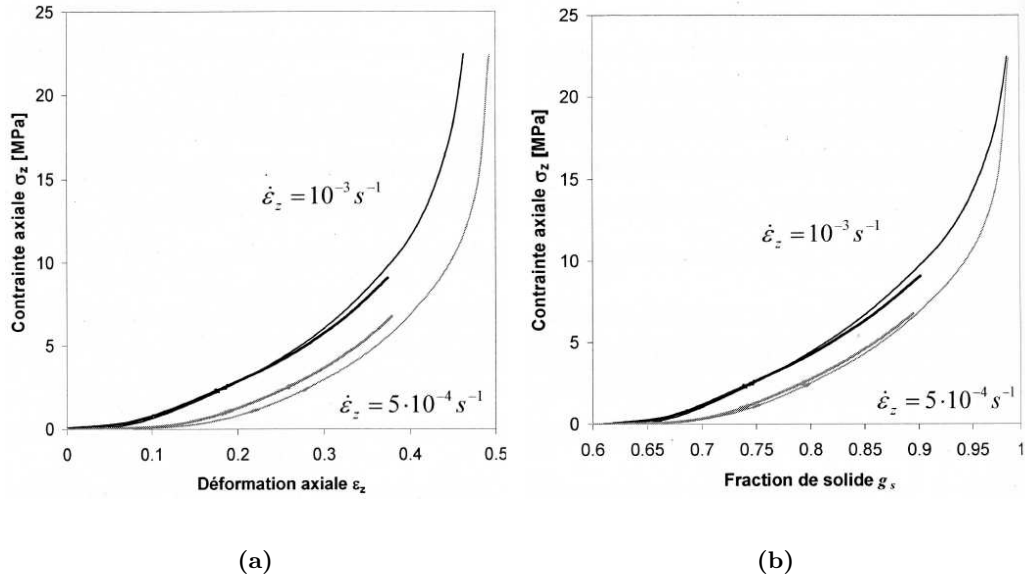 25
20
15
10
5
0
Contrainte axiale σz [MPa]
ε̇z = 10⁻³ s⁻¹
ε̇z = 5·10⁻⁴ s⁻¹
0 0.1 0.2 0.3 0.4 0.5
Déformation axiale εz
(a)
25
20
15
10
5
0
Contrainte axiale σz [MPa]
ε̇z = 10⁻³ s⁻¹
ε̇z = 5·10⁻⁴ s⁻¹
0.6 0.65 0.7 0.75 0.8 0.85 0.9 0.95 1
Fraction de solide gs
(b)